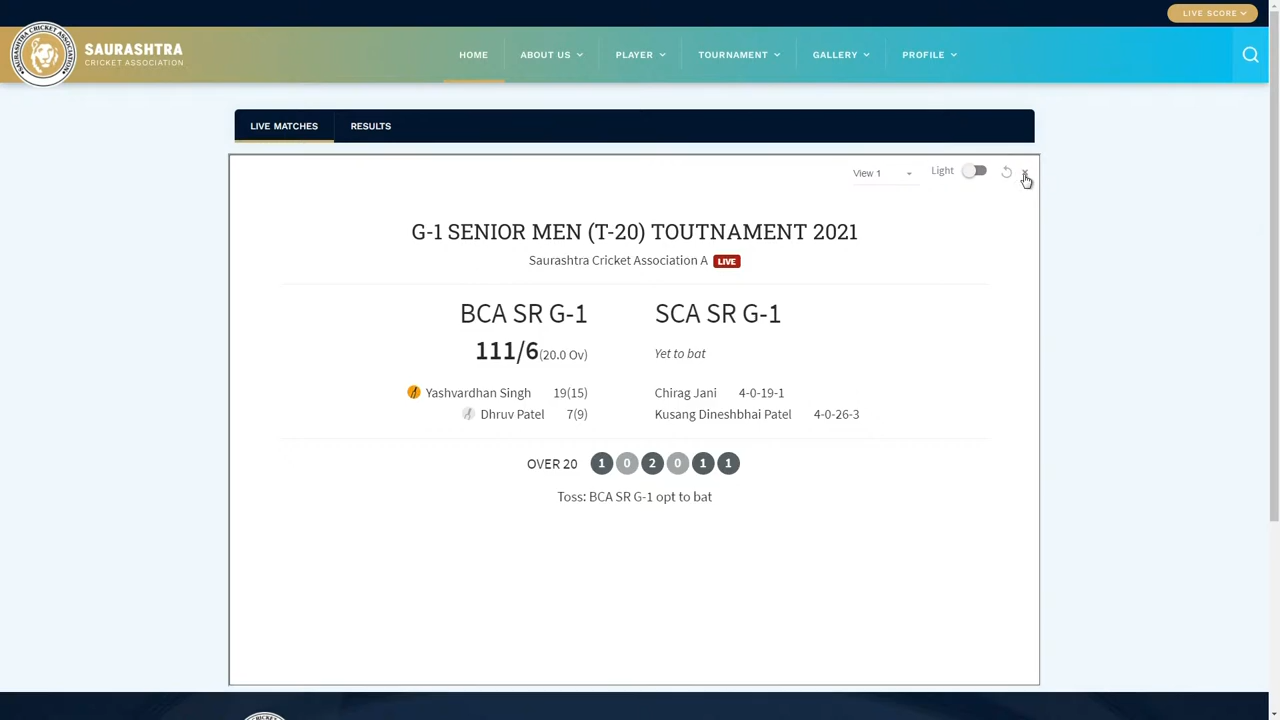 LIVE SCORE
SAURASHTRA
CRICKET ASSOCIATION
HOME ABOUT US PLAYER TOURNAMENT GALLERY PROFILE
LIVE MATCHES RESULTS
View 1 Light
G-1 SENIOR MEN (T-20) TOUTNAMENT 2021
Saurashtra Cricket Association A LIVE
BCA SR G-1 SCA SR G-1
111/6(20.0 Ov) Yet to bat
Yashvardhan Singh 19(15) Chirag Jani 4-0-19-1
Dhruv Patel 7(9) Kusang Dineshbhai Patel 4-0-26-3
OVER 20 1 0 2 0 1 1
Toss: BCA SR G-1 opt to bat